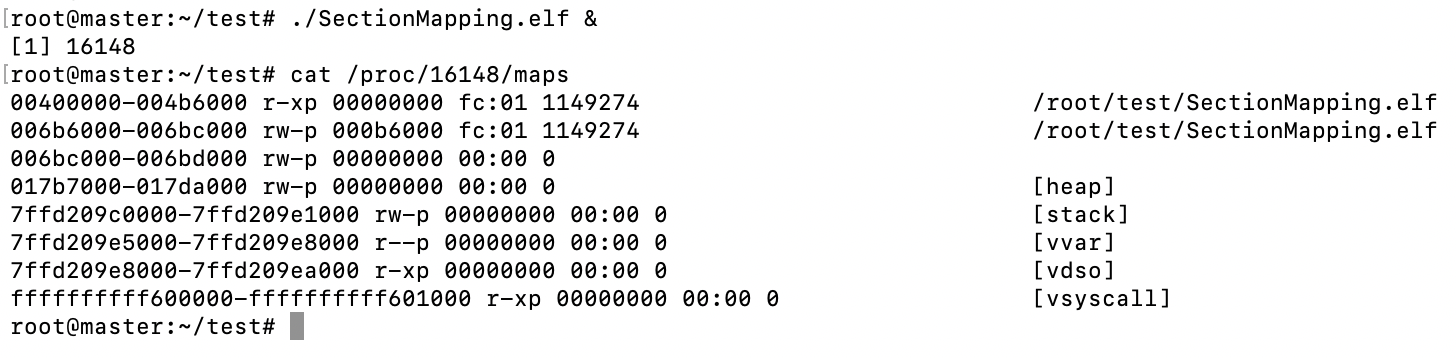 [root@master:~/test# ./SectionMapping.elf &
[1] 16148
[root@master:~/test# cat /proc/16148/maps
00400000-004b6000 r-xp 00000000 fc:01 1149274 /root/test/SectionMapping.elf
006b6000-006bc000 rw-p 000b6000 fc:01 1149274 /root/test/SectionMapping.elf
006bc000-006bd000 rw-p 00000000 00:00 0
017b7000-017da000 rw-p 00000000 00:00 0 [heap]
7ffd209c0000-7ffd209e1000 rw-p 00000000 00:00 0 [stack]
7ffd209e5000-7ffd209e8000 r--p 00000000 00:00 0 [vvar]
7ffd209e8000-7ffd209ea000 r-xp 00000000 00:00 0 [vdso]
ffffffffff600000-ffffffffff601000 r-xp 00000000 00:00 0 [vsyscall]
root@master:~/test#